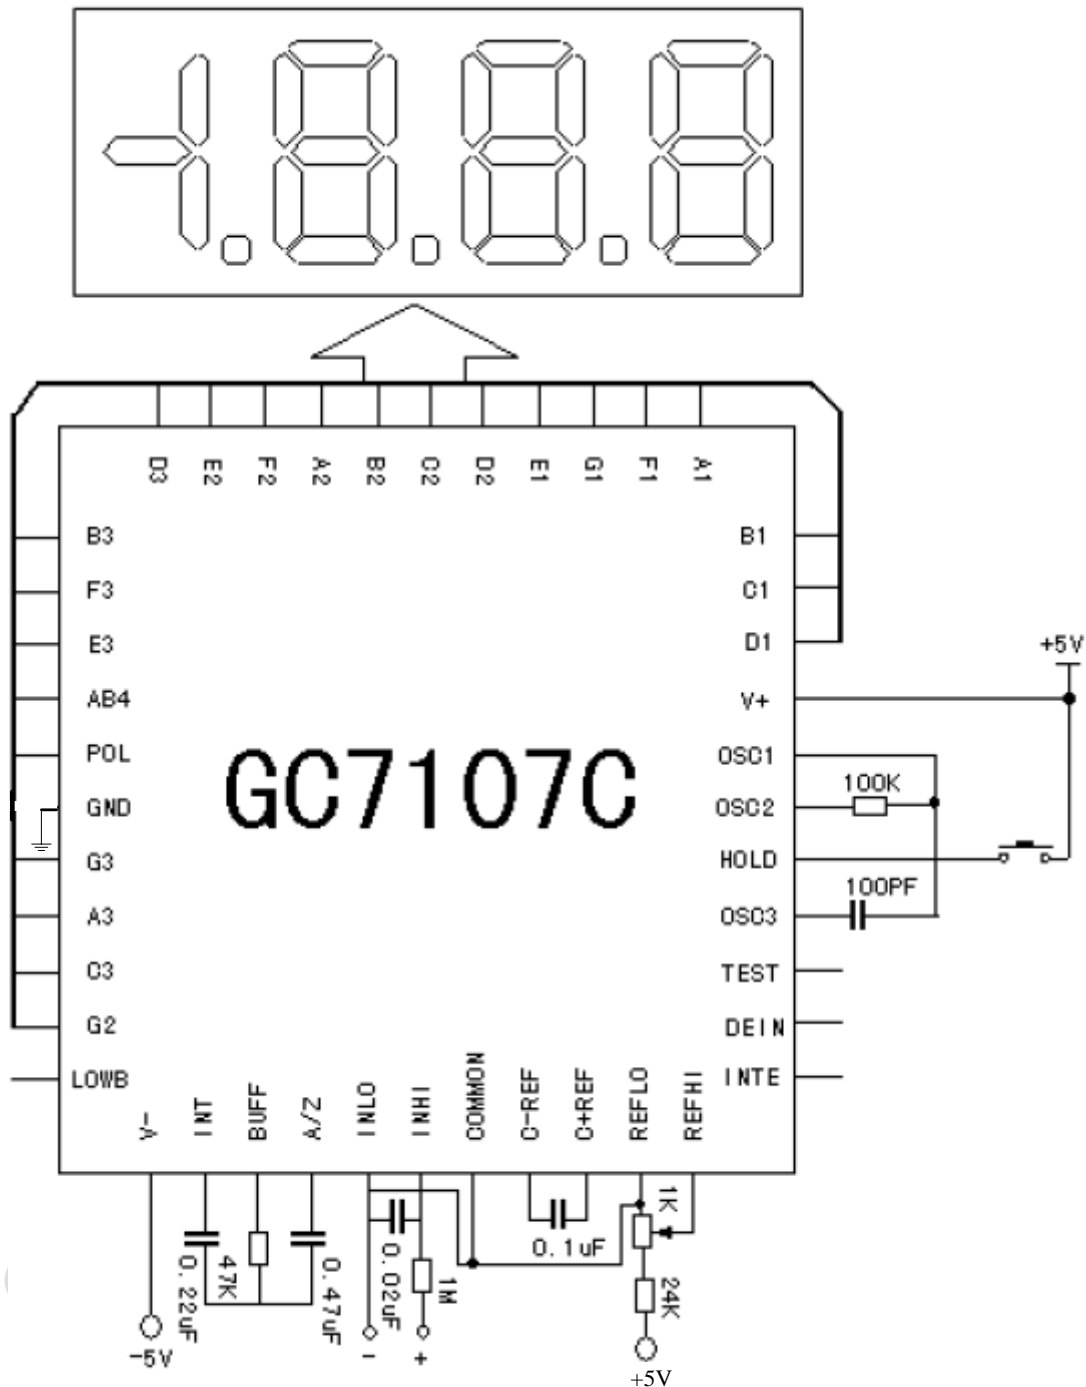 D3 E2 F2 A2 B2 C2 D2 E1 G1 F1 A1
B3 B1
F3 C1
E3 D1
+5V
AB4 V+
POL OSC1
100K
GC7107C
GND OSC2
G3 HOLD
100PF
A3 OSC3
C3 TEST
G2 DEIN
LOWB INTE
V- INT BUFF A/Z INLO INHI COMMON C-REF C+REF REFLO REFHI
1K
0.1uF
0.22uF 47K 0.47uF 0.02uF 1M 24K
-5V - +
+5V